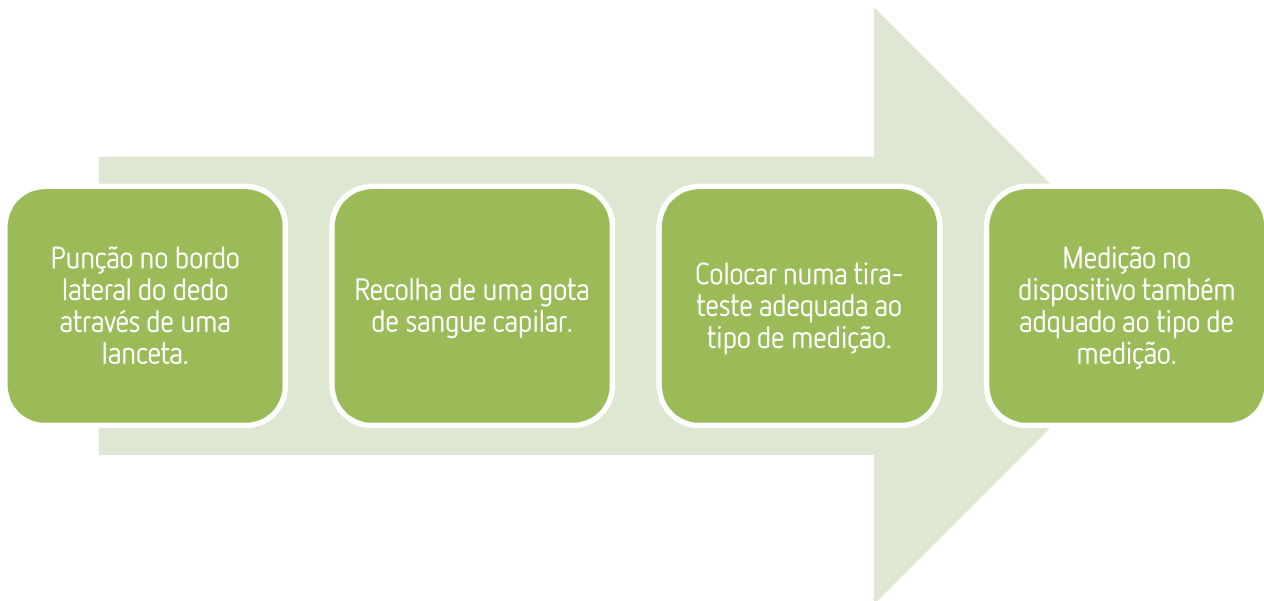 Punção no bordo
lateral do dedo
através de uma
lanceta.
Recolha de uma gota
de sangue capilar.
Colocar numa tira-
teste adequada ao
tipo de medição.
Medição no
dispositivo também
adquado ao tipo de
medição.